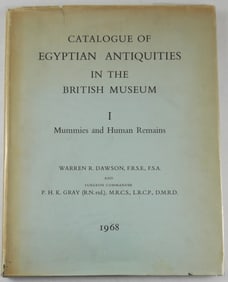 CATALOGUE OF
EGYPTIAN ANTIQUITIES
IN THE
BRITISH MUSEUM
I
Mummies and Human Remains
WARREN R. DAWSON, F.R.S.E., F.S.A.
AND
SURGEON COMMANDER
P. H. K. GRAY (R.N. red.), M.R.C.S., L.R.C.P., D.M.R.D.
1968